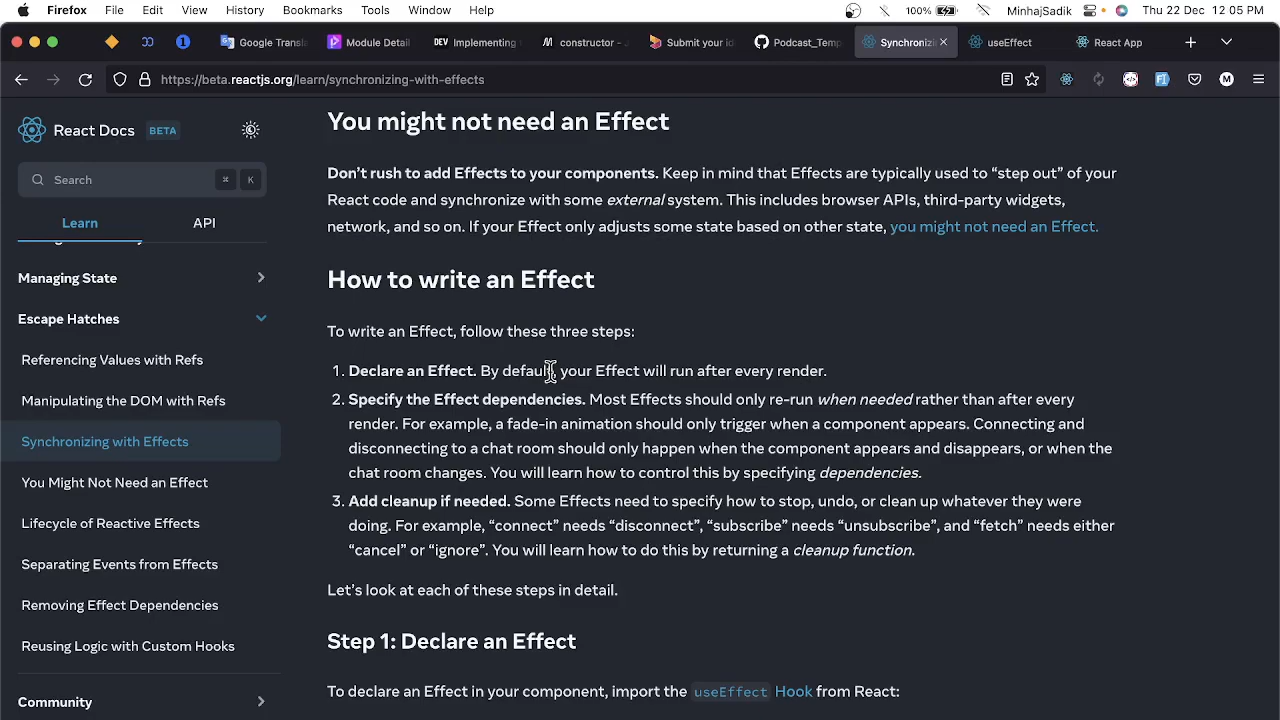 Firefox File Edit View History Bookmarks Tools Window Help 100% MinhajSadik Thu 22 Dec 12:05 PM
Google Transla Module Detail DEV Implementing constructor - J Submit your id Podcast_Temp Synchronizi useEffect React App
https://beta.reactjs.org/learn/synchronizing-with-effects
React Docs BETA
Search ⌘ K
Learn API
Managing State
Escape Hatches
Referencing Values with Refs
Manipulating the DOM with Refs
Synchronizing with Effects
You Might Not Need an Effect
Lifecycle of Reactive Effects
Separating Events from Effects
Removing Effect Dependencies
Reusing Logic with Custom Hooks
Community
You might not need an Effect
Don’t rush to add Effects to your components. Keep in mind that Effects are typically used to “step out” of your
React code and synchronize with some external system. This includes browser APIs, third-party widgets,
network, and so on. If your Effect only adjusts some state based on other state, you might not need an Effect.
How to write an Effect
To write an Effect, follow these three steps:
1. Declare an Effect. By default, your Effect will run after every render.
2. Specify the Effect dependencies. Most Effects should only re-run when needed rather than after every
render. For example, a fade-in animation should only trigger when a component appears. Connecting and
disconnecting to a chat room should only happen when the component appears and disappears, or when the
chat room changes. You will learn how to control this by specifying dependencies.
3. Add cleanup if needed. Some Effects need to specify how to stop, undo, or clean up whatever they were
doing. For example, “connect” needs “disconnect”, “subscribe” needs “unsubscribe”, and “fetch” needs either
“cancel” or “ignore”. You will learn how to do this by returning a cleanup function.
Let’s look at each of these steps in detail.
Step 1: Declare an Effect
To declare an Effect in your component, import the useEffect Hook from React: